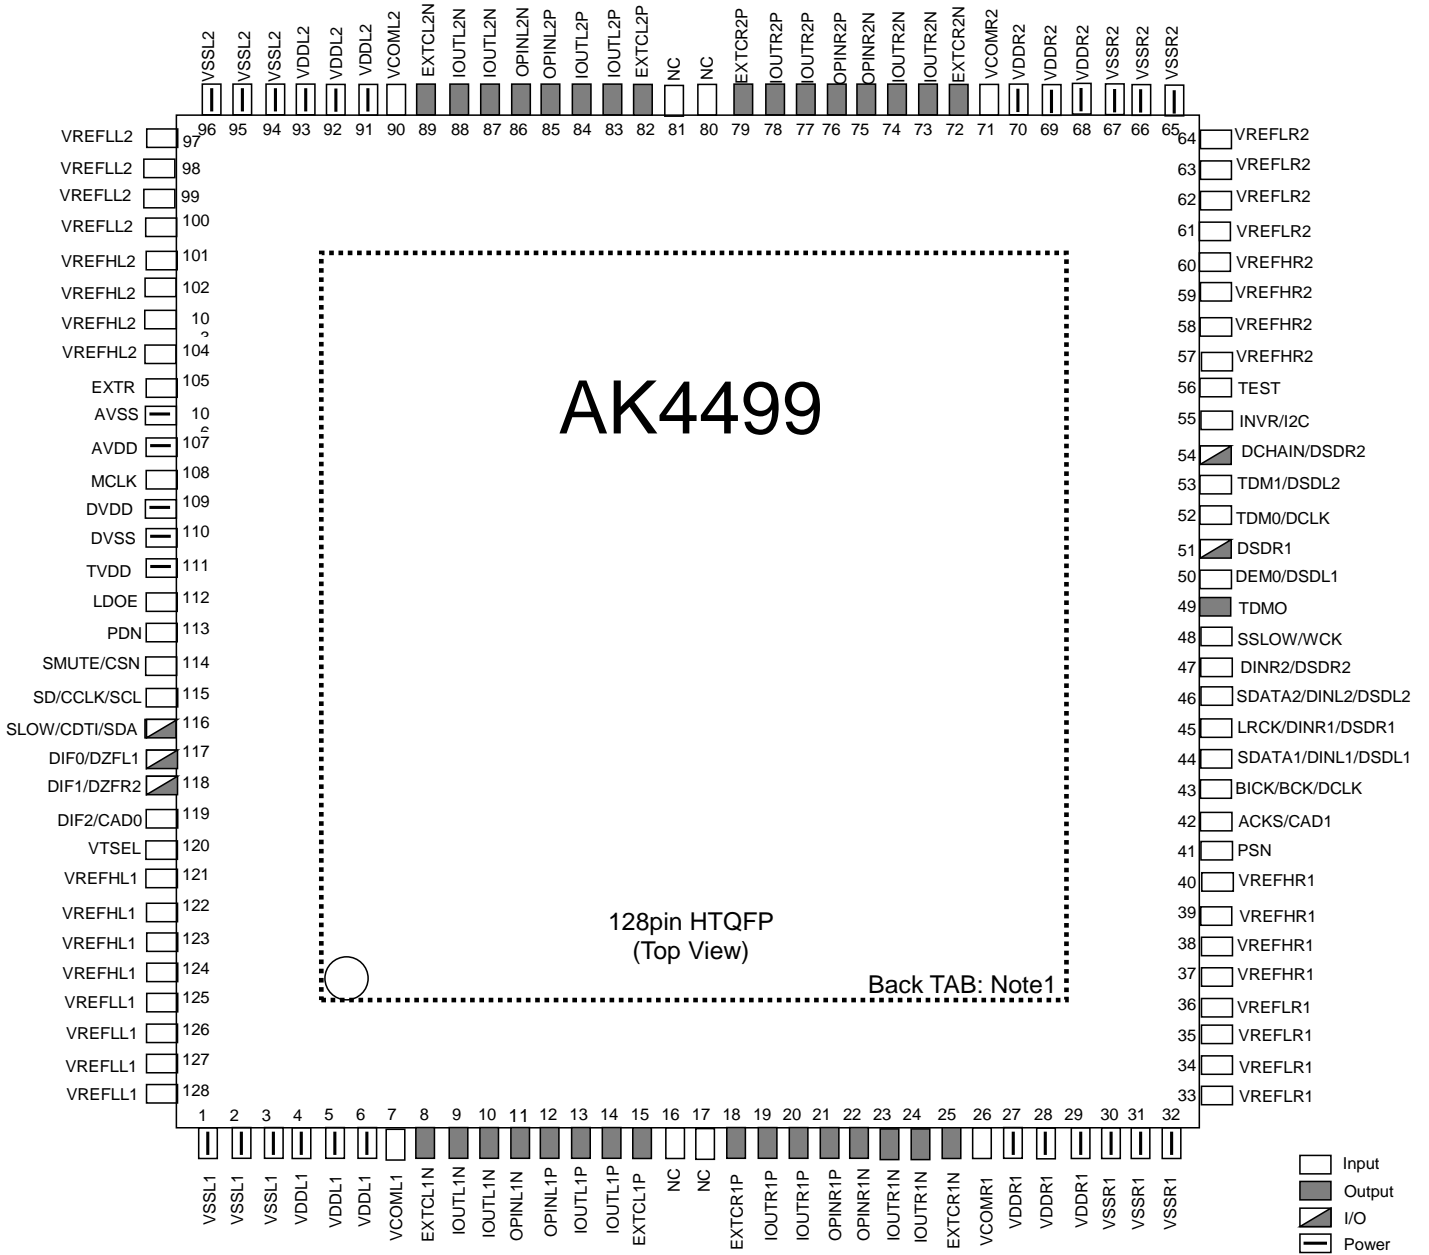 VSSL2
VSSL2
VSSL2
VDDL2
VDDL2
VDDL2
VCOML2
EXTCL2N
IOUTL2N
IOUTL2N
OPINL2N
OPINL2P
IOUTL2P
IOUTL2P
EXTCL2P
NC
NC
EXTCR2P
IOUTR2P
IOUTR2P
OPINR2P
OPINR2N
IOUTR2N
IOUTR2N
EXTCR2N
VCOMR2
VDDR2
VDDR2
VDDR2
VSSR2
VSSR2
VSSR2
96 95 94 93 92 91 90 89 88 87 86 85 84 83 82 81 80 79 78 77 76 75 74 73 72 71 70 69 68 67 66 65
VREFLL2 97
VREFLL2 98
VREFLL2 99
VREFLL2 100
VREFHL2 101
VREFHL2 102
VREFHL2 10
VREFHL2 104
EXTR 105
AVSS 10
AVDD 107
MCLK 108
DVDD 109
DVSS 110
TVDD 111
LDOE 112
PDN 113
SMUTE/CSN 114
SD/CCLK/SCL 115
SLOW/CDTI/SDA 116
DIF0/DZFL1 117
DIF1/DZFR2 118
DIF2/CAD0 119
VTSEL 120
VREFHL1 121
VREFHL1 122
VREFHL1 123
VREFHL1 124
VREFLL1 125
VREFLL1 126
VREFLL1 127
VREFLL1 128
AK4499
128pin HTQFP
(Top View)
Back TAB: Note1
64 VREFLR2
63 VREFLR2
62 VREFLR2
61 VREFLR2
60 VREFHR2
59 VREFHR2
58 VREFHR2
57 VREFHR2
56 TEST
55 INVR/I2C
54 DCHAIN/DSDR2
53 TDM1/DSDL2
52 TDM0/DCLK
51 DSDR1
50 DEM0/DSDL1
49 TDMO
48 SSLOW/WCK
47 DINR2/DSDR2
46 SDATA2/DINL2/DSDL2
45 LRCK/DINR1/DSDR1
44 SDATA1/DINL1/DSDL1
43 BICK/BCK/DCLK
42 ACKS/CAD1
41 PSN
40 VREFHR1
39 VREFHR1
38 VREFHR1
37 VREFHR1
36 VREFLR1
35 VREFLR1
34 VREFLR1
33 VREFLR1
1 2 3 4 5 6 7 8 9 10 11 12 13 14 15 16 17 18 19 20 21 22 23 24 25 26 27 28 29 30 31 32
VSSL1
VSSL1
VSSL1
VDDL1
VDDL1
VDDL1
VCOML1
EXTCL1N
IOUTL1N
IOUTL1N
OPINL1N
OPINL1P
IOUTL1P
IOUTL1P
EXTCL1P
NC
NC
EXTCR1P
IOUTR1P
IOUTR1P
OPINR1P
OPINR1N
IOUTR1N
IOUTR1N
EXTCR1N
VCOMR1
VDDR1
VDDR1
VDDR1
VSSR1
VSSR1
VSSR1
Input
Output
I/O
Power